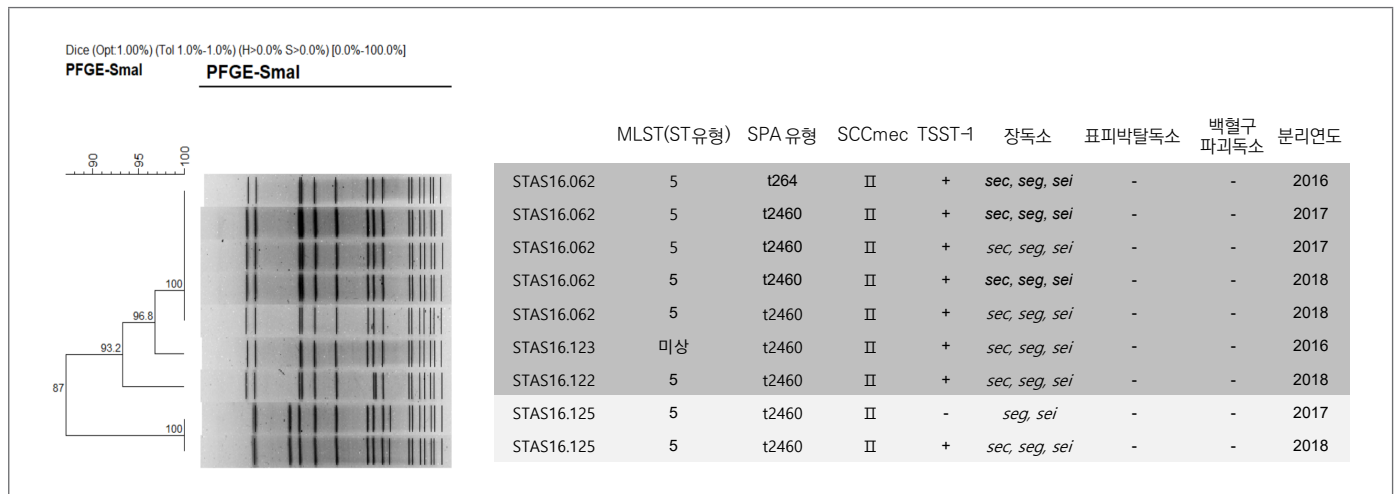 Dice (Opt:1.00%) (Tol 1.0%-1.0%) (H>0.0% S>0.0%) [0.0%-100.0%]
PFGE-SmaI PFGE-SmaI
MLST(ST유형) SPA 유형 SCCmec TSST-1 장독소 표피박탈독소 백혈구 파괴독소 분리연도
90 95 100
STAS16.062 5 t264 Ⅱ + sec, seg, sei - - 2016
STAS16.062 5 t2460 Ⅱ + sec, seg, sei - - 2017
STAS16.062 5 t2460 Ⅱ + sec, seg, sei - - 2017
100 STAS16.062 5 t2460 Ⅱ + sec, seg, sei - - 2018
96.8 STAS16.062 5 t2460 Ⅱ + sec, seg, sei - - 2018
93.2 STAS16.123 미상 t2460 Ⅱ + sec, seg, sei - - 2016
87 STAS16.122 5 t2460 Ⅱ + sec, seg, sei - - 2018
STAS16.125 5 t2460 Ⅱ - seg, sei - - 2017
100 STAS16.125 5 t2460 Ⅱ + sec, seg, sei - - 2018